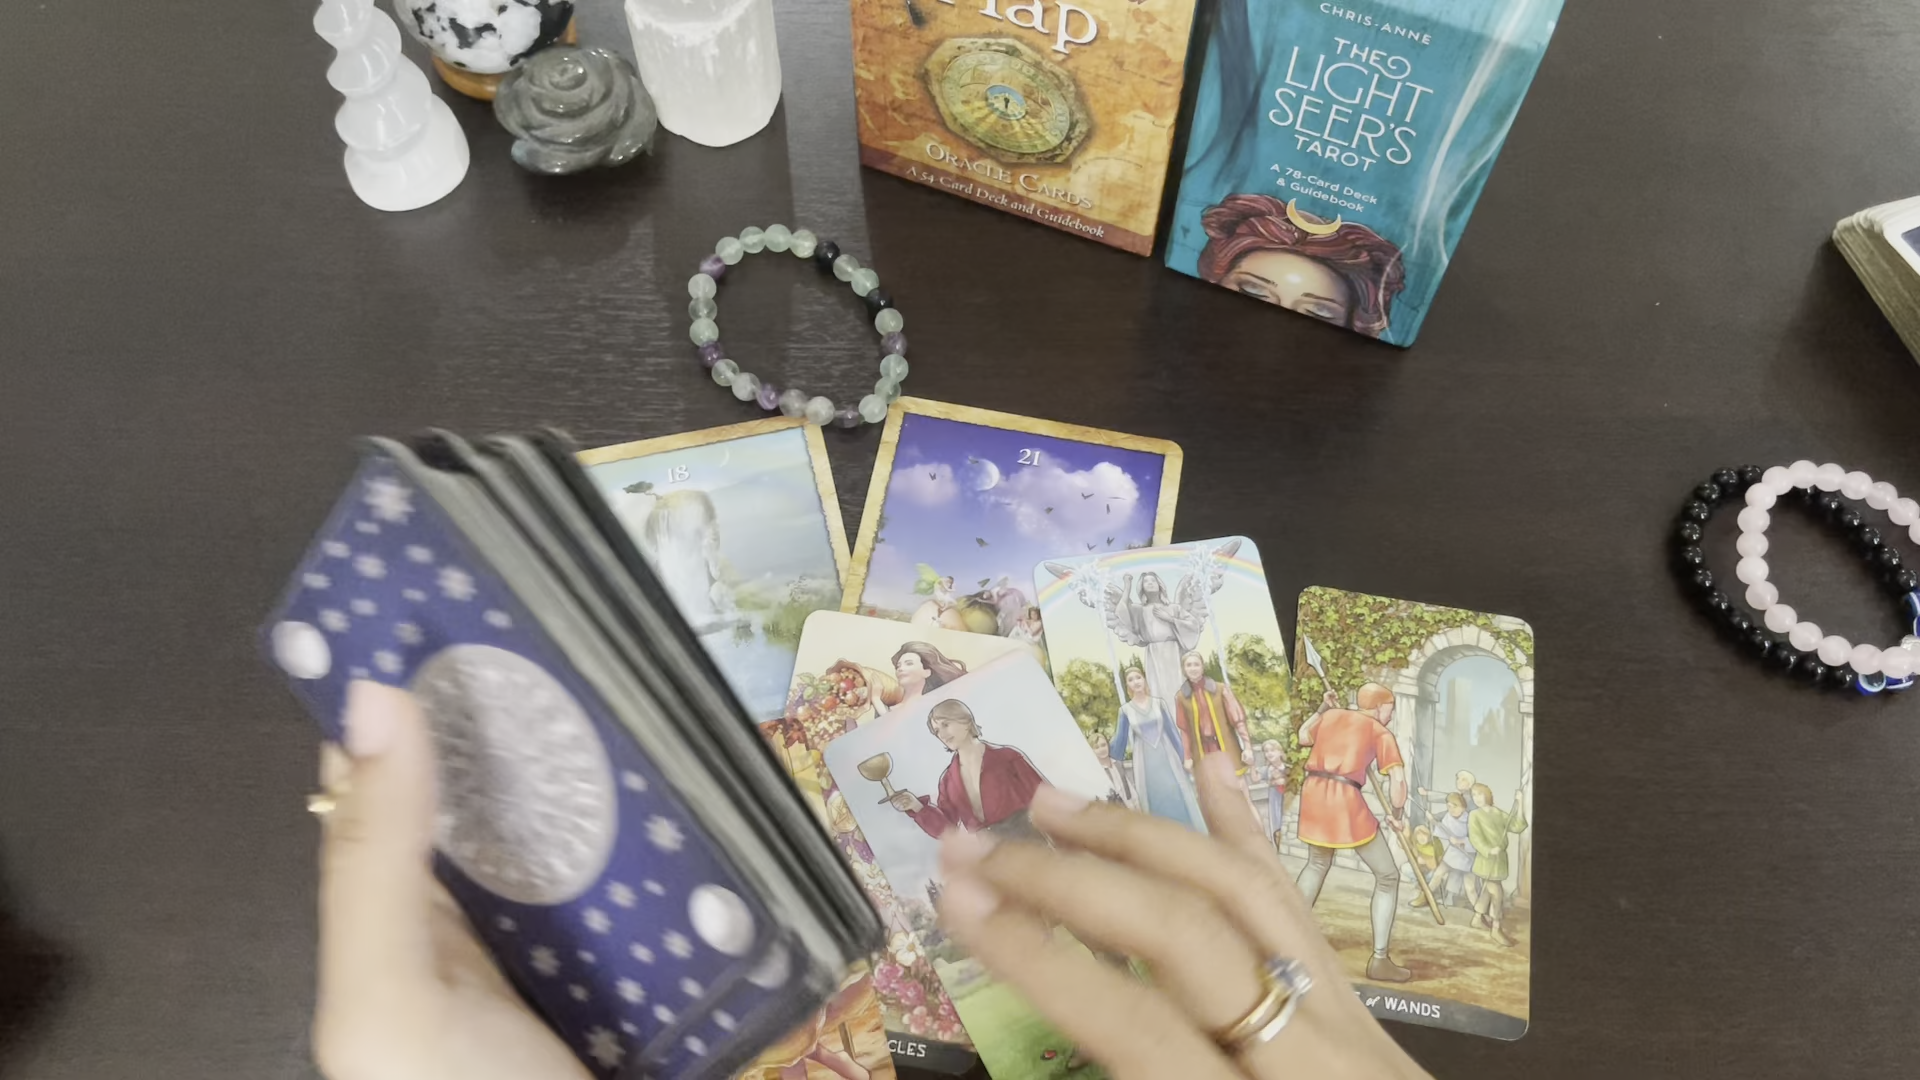 Map
ORACLE CARDS
A 54 Card Deck and Guidebook
CHRIS-ANNE
THE
LIGHT
SEER'S
TAROT
A 78-Card Deck
& Guidebook
18
21
of WANDS
CLES